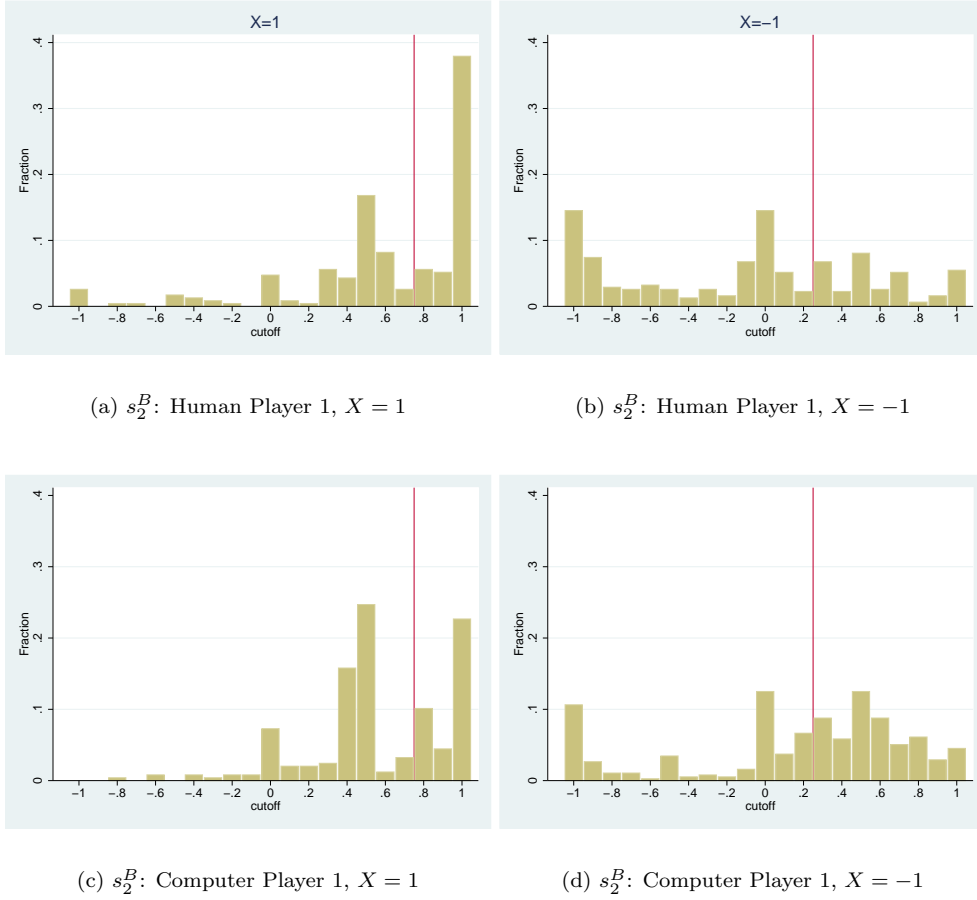 X=1
X=−1
.4
.3
.2
.1
0
Fraction
−1 −.8 −.6 −.4 −.2 0 .2 .4 .6 .8 1
cutoff
.4
.3
.2
.1
0
Fraction
−1 −.8 −.6 −.4 −.2 0 .2 .4 .6 .8 1
cutoff
(a) $s_2^B$: Human Player 1, $X = 1$
(b) $s_2^B$: Human Player 1, $X = −1$
.4
.3
.2
.1
0
Fraction
−1 −.8 −.6 −.4 −.2 0 .2 .4 .6 .8 1
cutoff
.4
.3
.2
.1
0
Fraction
−1 −.8 −.6 −.4 −.2 0 .2 .4 .6 .8 1
cutoff
(c) $s_2^B$: Computer Player 1, $X = 1$
(d) $s_2^B$: Computer Player 1, $X = −1$